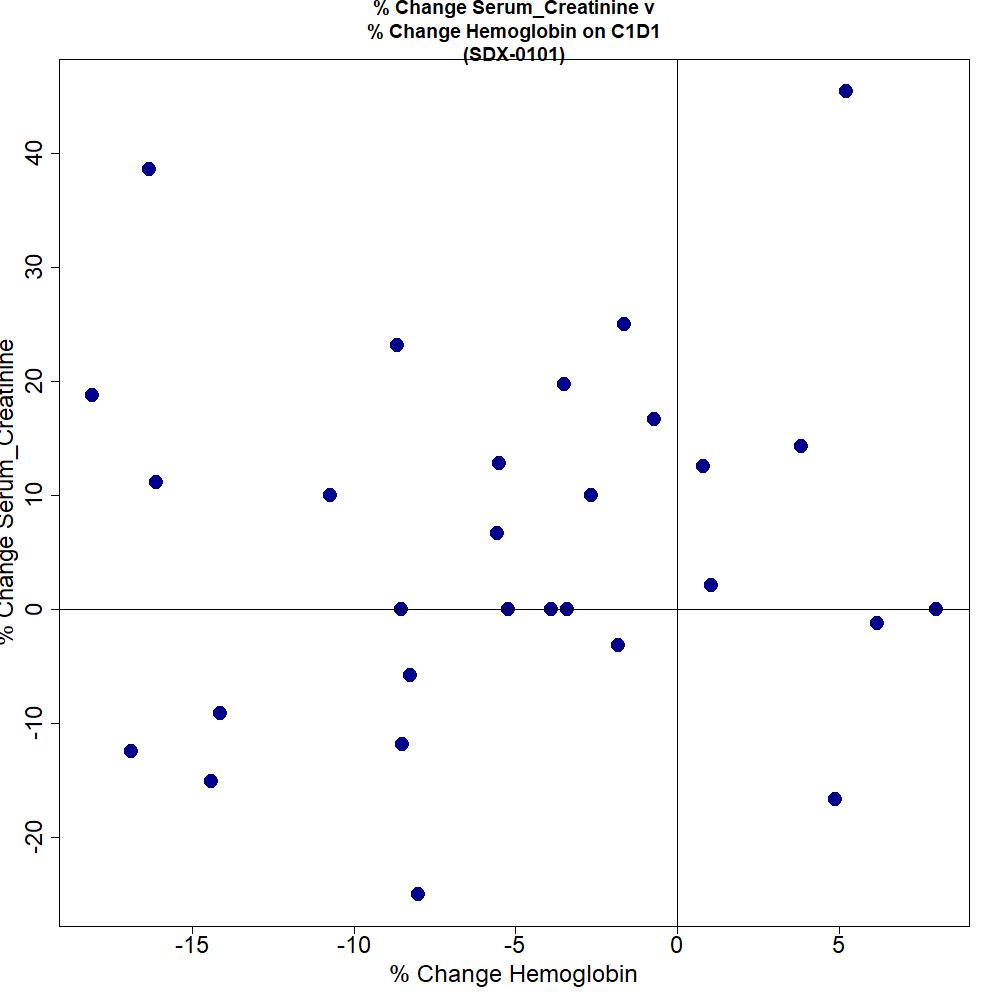 % Change Serum_Creatinine v
% Change Hemoglobin on C1D1
(SDX-0101)
% Change Serum_Creatinine
40
30
20
10
0
-10
-20
-15
-10
-5
0
5
% Change Hemoglobin